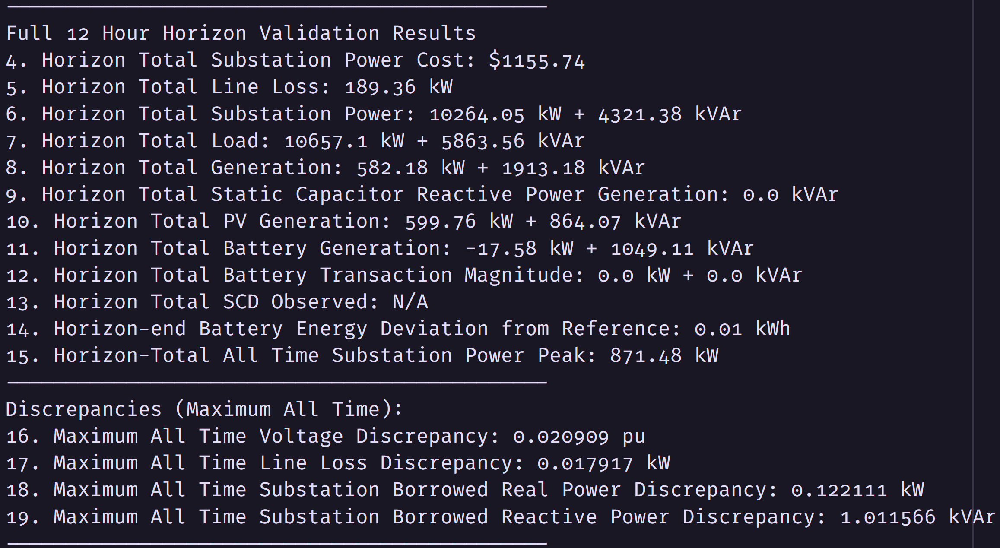 Full 12 Hour Horizon Validation Results
4. Horizon Total Substation Power Cost: $1155.74
5. Horizon Total Line Loss: 189.36 kW
6. Horizon Total Substation Power: 10264.05 kW + 4321.38 kVAr
7. Horizon Total Load: 10657.1 kW + 5863.56 kVAr
8. Horizon Total Generation: 582.18 kW + 1913.18 kVAr
9. Horizon Total Static Capacitor Reactive Power Generation: 0.0 kVAr
10. Horizon Total PV Generation: 599.76 kW + 864.07 kVAr
11. Horizon Total Battery Generation: -17.58 kW + 1049.11 kVAr
12. Horizon Total Battery Transaction Magnitude: 0.0 kW + 0.0 kVAr
13. Horizon Total SCD Observed: N/A
14. Horizon-end Battery Energy Deviation from Reference: 0.01 kWh
15. Horizon-Total All Time Substation Power Peak: 871.48 kW
Discrepancies (Maximum All Time):
16. Maximum All Time Voltage Discrepancy: 0.020909 pu
17. Maximum All Time Line Loss Discrepancy: 0.017917 kW
18. Maximum All Time Substation Borrowed Real Power Discrepancy: 0.122111 kW
19. Maximum All Time Substation Borrowed Reactive Power Discrepancy: 1.011566 kVAr